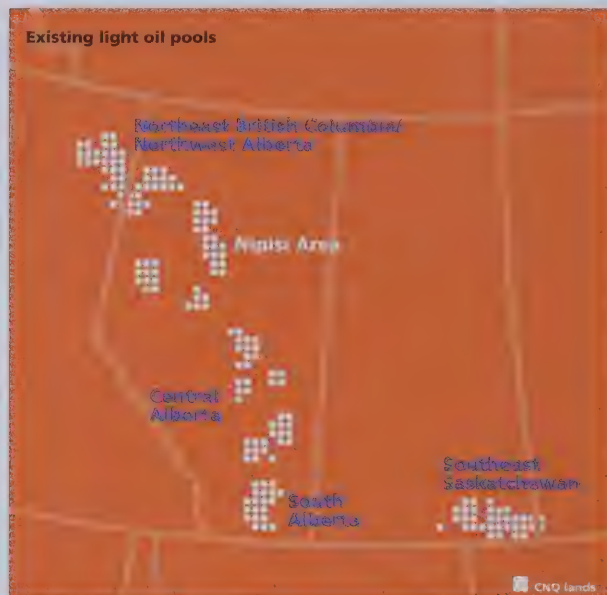 Existing light oil pools
Northeast British Columbia/
Northwest Alberta
Nipisi Area
Central
Alberta
Southeast
Saskatchewan
South
Alberta
CNQ lands